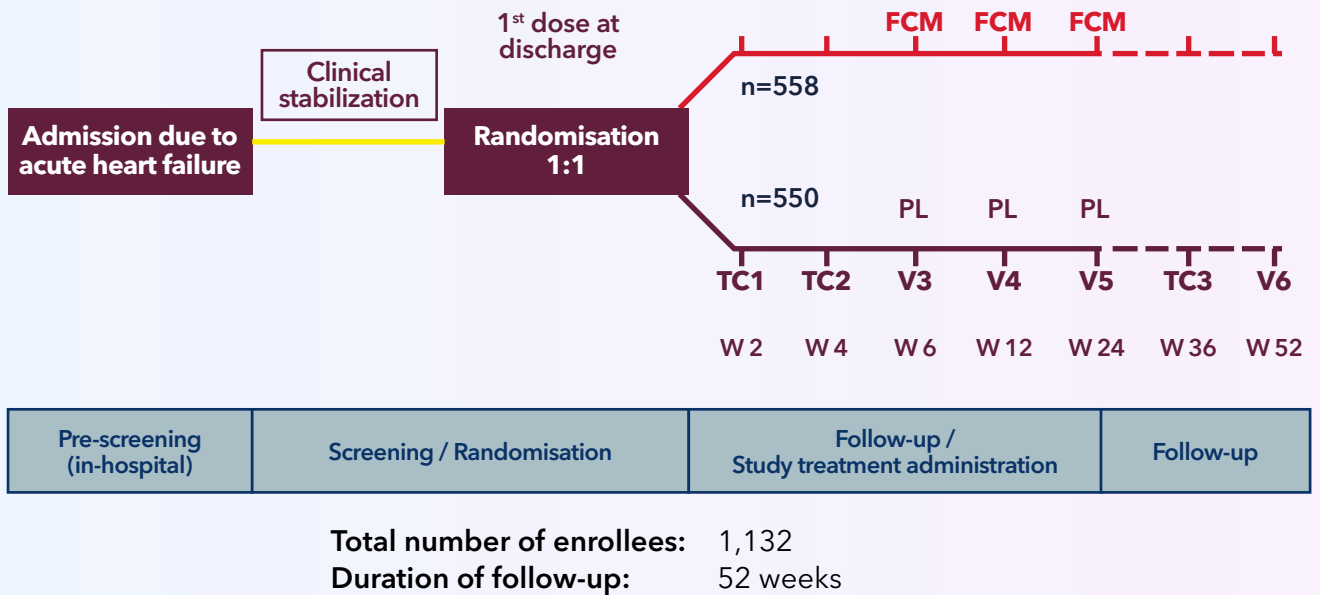 1st dose at
discharge
FCM FCM FCM
Clinical
stabilization
n=558
Admission due to
acute heart failure
Randomisation
1:1
n=550
PL PL PL
TC1 TC2 V3 V4 V5 TC3 V6
W 2 W 4 W 6 W 12 W 24 W 36 W 52
Pre-screening
(in-hospital)
Screening / Randomisation
Follow-up /
Study treatment administration
Follow-up
Total number of enrollees: 1,132
Duration of follow-up: 52 weeks